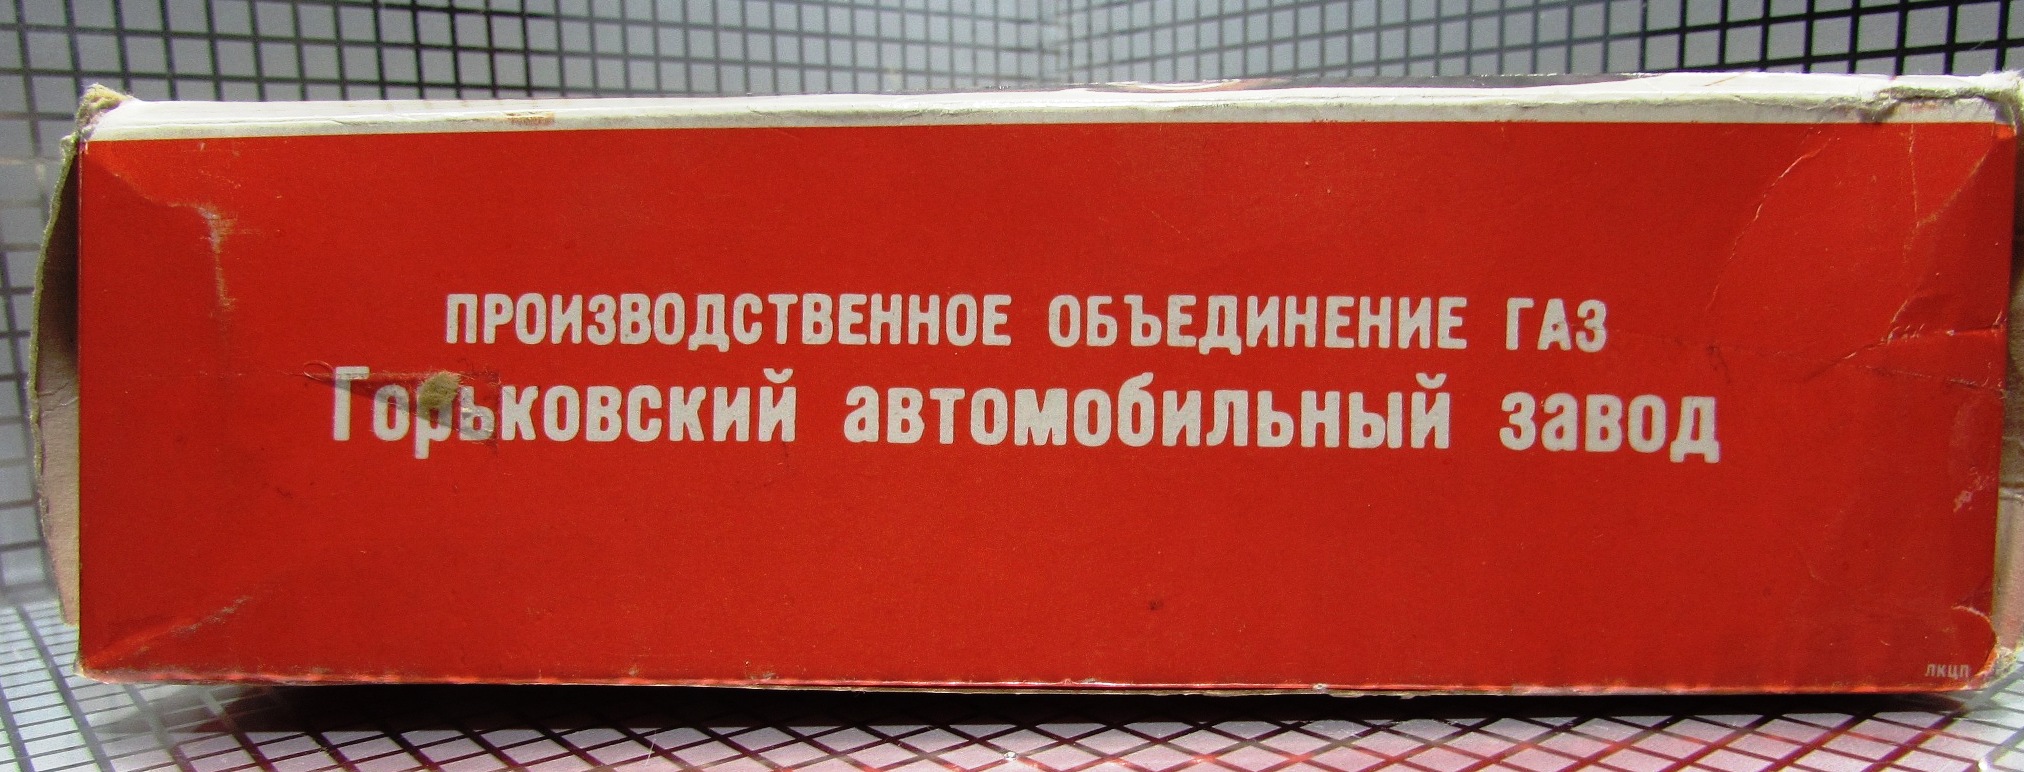 ПРОИЗВОДСТВЕННОЕ ОБЪЕДИНЕНИЕ ГАЗ
Горьковский автомобильный завод
ЛКЦП